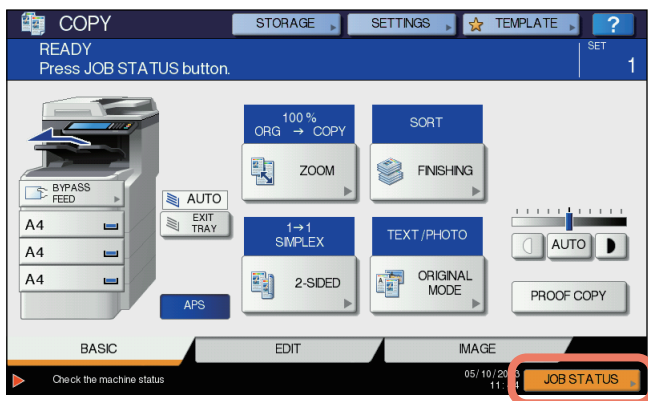 COPY
STORAGE
SETTINGS
TEMPLATE
?
READY
Press JOB STATUS button.
SET
1
100 %
ORG → COPY
ZOOM
SORT
FINISHING
BYPASS
FEED
A4
A4
A4
AUTO
EXIT
TRAY
APS
1→1
SIMPLEX
2-SIDED
TEXT/PHOTO
ORIGINAL
MODE
AUTO
PROOF COPY
BASIC
EDIT
IMAGE
Check the machine status
JOB STATUS